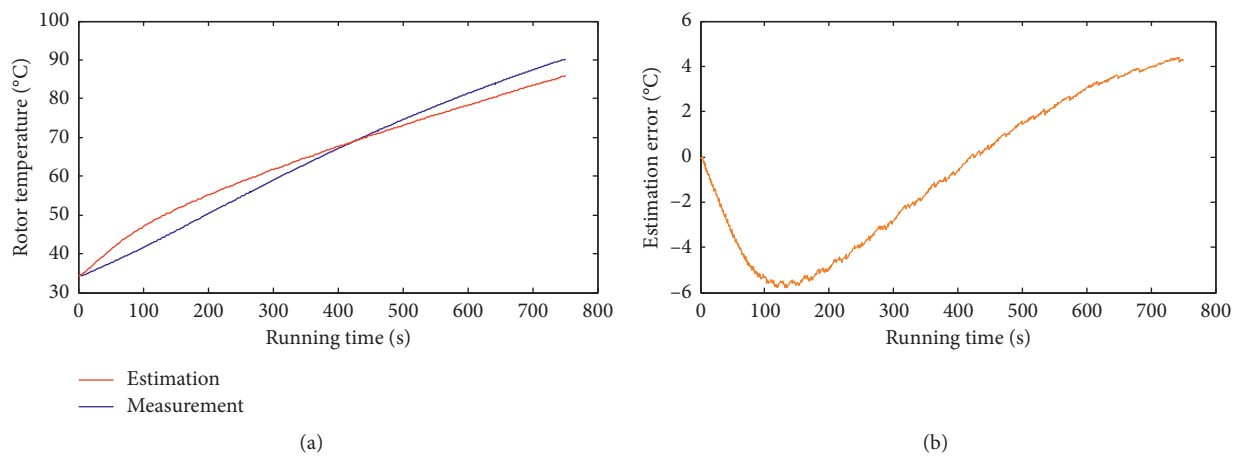 100
90
80
70
60
50
40
30
Rotor temperature (°C)
0 100 200 300 400 500 600 700 800
Running time (s)
Estimation
Measurement
(a)
6
4
2
0
−2
−4
−6
Estimation error (°C)
0 100 200 300 400 500 600 700 800
Running time (s)
(b)